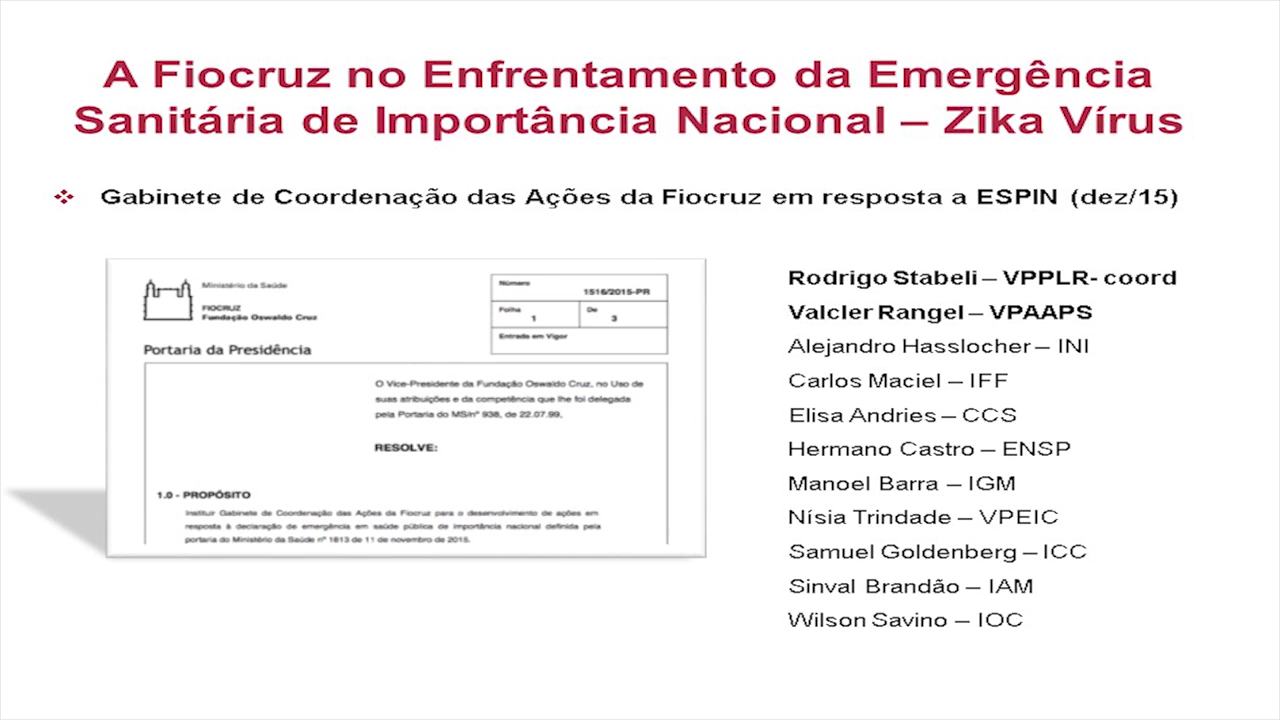 A Fiocruz no Enfrentamento da Emergência
Sanitária de Importância Nacional – Zika Vírus
❖ Gabinete de Coordenação das Ações da Fiocruz em resposta a ESPIN (dez/15)
Ministério da Saúde
FIOCRUZ
Fundação Oswaldo Cruz
Portaria da Presidência
Número
1516/2015-PR
Folha
1
De
3
Entrada em Vigor
O Vice-Presidente da Fundação Oswaldo Cruz, no Uso de
suas atribuições e da competência que lhe foi delegada
pela Portaria do MS/nº 938, de 22.07.99,
RESOLVE:
1.0 - PROPÓSITO
Instituir Gabinete de Coordenação das Ações da Fiocruz para o desenvolvimento de ações em
resposta à declaração de emergência em saúde pública de importância nacional definida pela
portaria do Ministério da Saúde nº 1813 de 11 de novembro de 2015.
Rodrigo Stabeli – VPPLR- coord
Valcler Rangel – VPAAPS
Alejandro Hasslocher – INI
Carlos Maciel – IFF
Elisa Andries – CCS
Hermano Castro – ENSP
Manoel Barra – IGM
Nísia Trindade – VPEIC
Samuel Goldenberg – ICC
Sinval Brandão – IAM
Wilson Savino – IOC